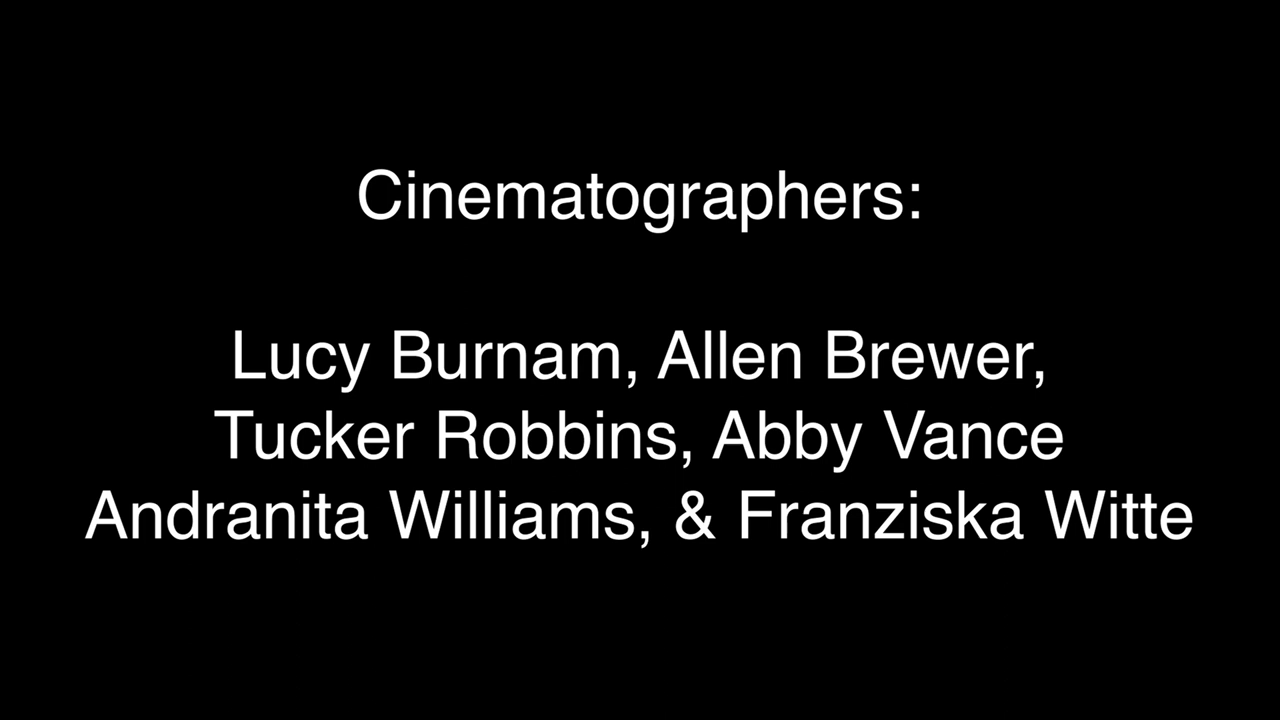 Cinematographers:
Lucy Burnam, Allen Brewer,
Tucker Robbins, Abby Vance
Andranita Williams, & Franziska Witte